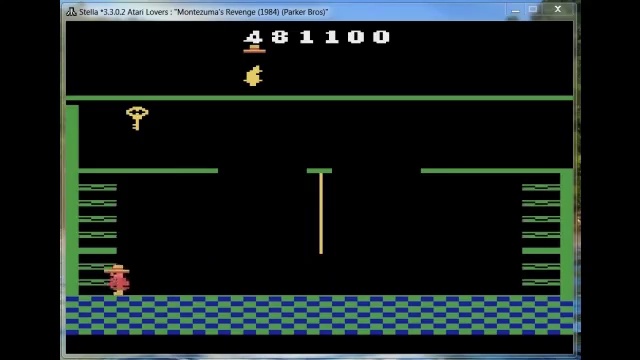 Stella *3.3.0.2 Atari Lovers : "Montezuma's Revenge (1984) (Parker Bros)"
481100